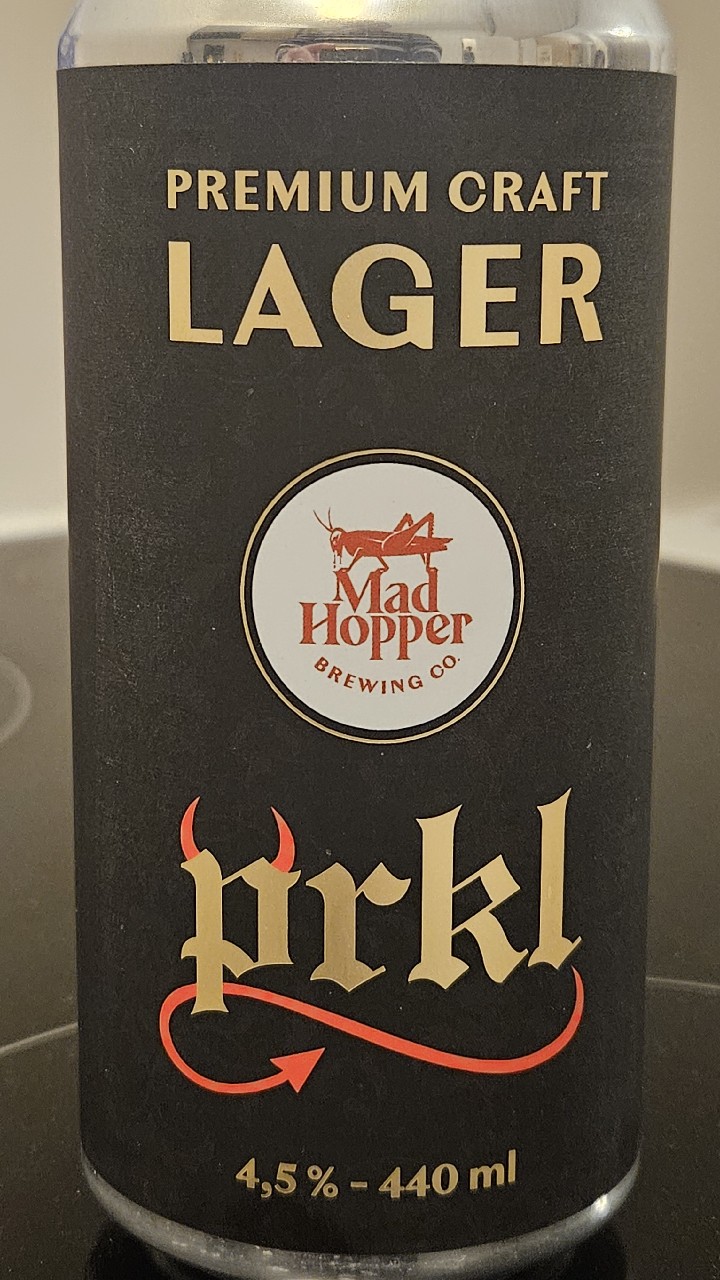 PREMIUM CRAFT
LAGER
Mad
Hopper
BREWING CO.
prkl
4,5 % – 440 ml